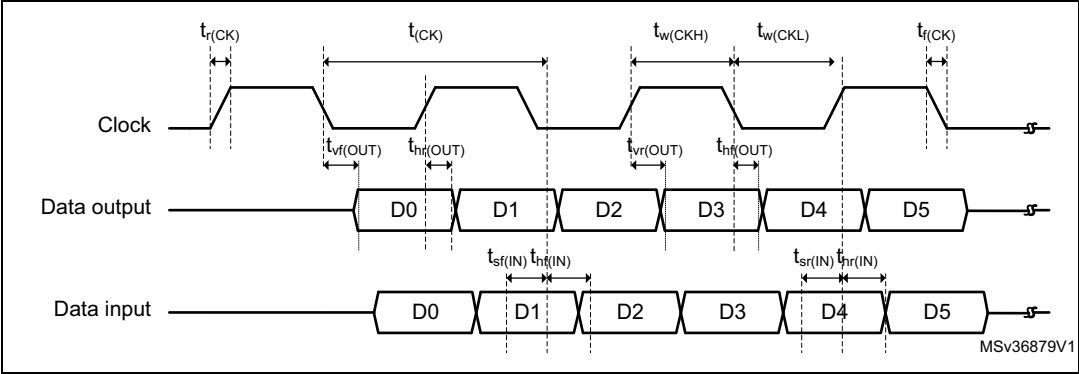 tr(CK) t(CK) tw(CKH) tw(CKL) tf(CK)
Clock
tvf(OUT) thr(OUT) tvr(OUT) thf(OUT)
Data output D0 D1 D2 D3 D4 D5
tsf(IN) thf(IN) tsr(IN) thr(IN)
Data input D0 D1 D2 D3 D4 D5
MSv36879V1